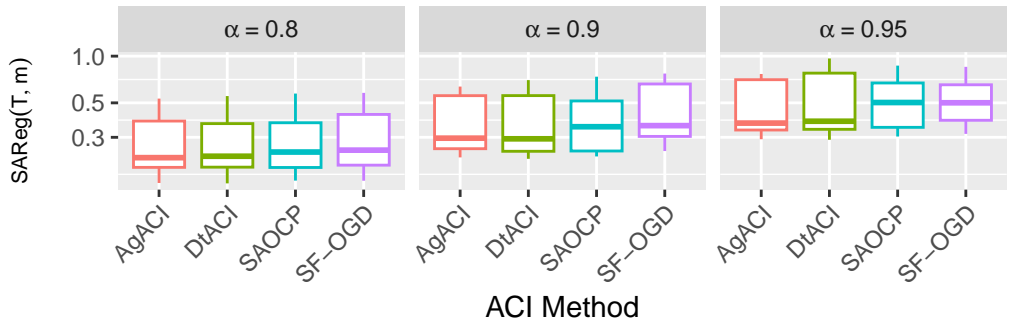 α = 0.8
α = 0.9
α = 0.95
SAReg(T, m)
1.0
0.5
0.3
AgACI
DtACI
SAOCP
SF−OGD
AgACI
DtACI
SAOCP
SF−OGD
AgACI
DtACI
SAOCP
SF−OGD
ACI Method